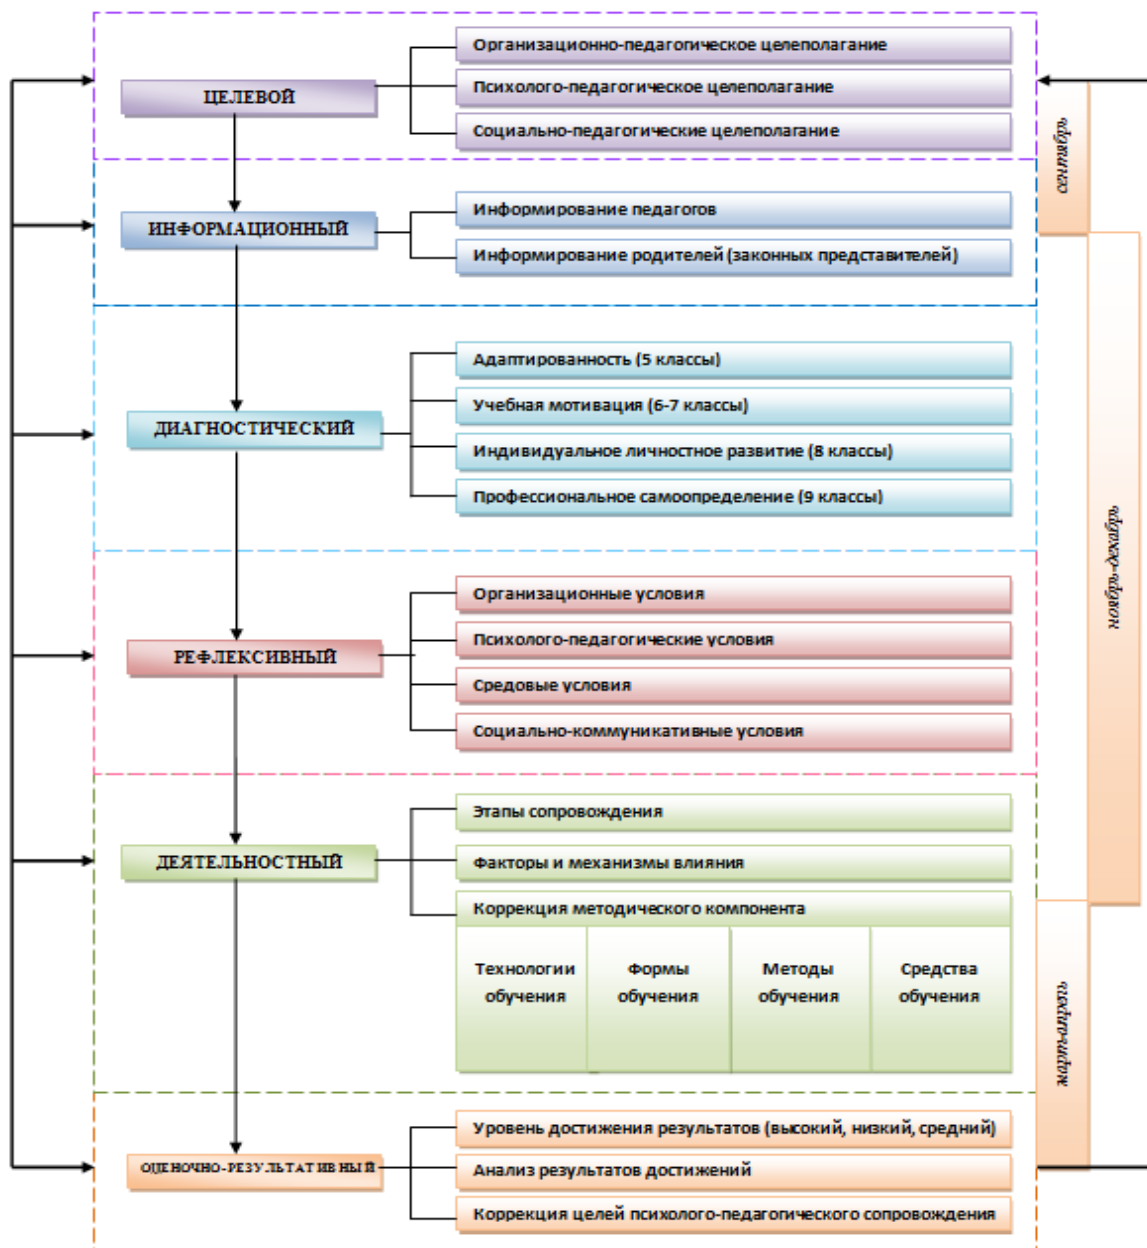 Организационно-педагогическое целеполагание
ЦЕЛЕВОЙ
Психолого-педагогическое целеполагание
Социально-педагогические целеполагание
сентябрь
ИНФОРМАЦИОННЫЙ
Информирование педагогов
Информирование родителей (законных представителей)
Адаптированность (5 классы)
Учебная мотивация (6-7 классы)
ДИАГНОСТИЧЕСКИЙ
Индивидуальное личностное развитие (8 классы)
Профессиональное самоопределение (9 классы)
ноябрь-декабрь
Организационные условия
Психолого-педагогические условия
РЕФЛЕКСИВНЫЙ
Средовые условия
Социально-коммуникативные условия
Этапы сопровождения
ДЕЯТЕЛЬНОСТНЫЙ
Факторы и механизмы влияния
Коррекция методического компонента
Технологии
обучения
Формы
обучения
Методы
обучения
Средства
обучения
март-апрель
Уровень достижения результатов (высокий, низкий, средний)
ОЦЕНОЧНО-РЕЗУЛЬТАТИВНЫЙ
Анализ результатов достижений
Коррекция целей психолого-педагогического сопровождения